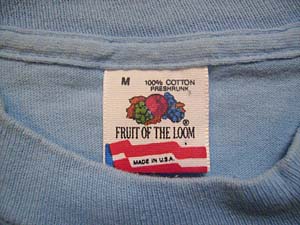 M 100% COTTON
PRESHRUNK
FRUIT OF THE LOOM
®
MADE IN U.S.A.